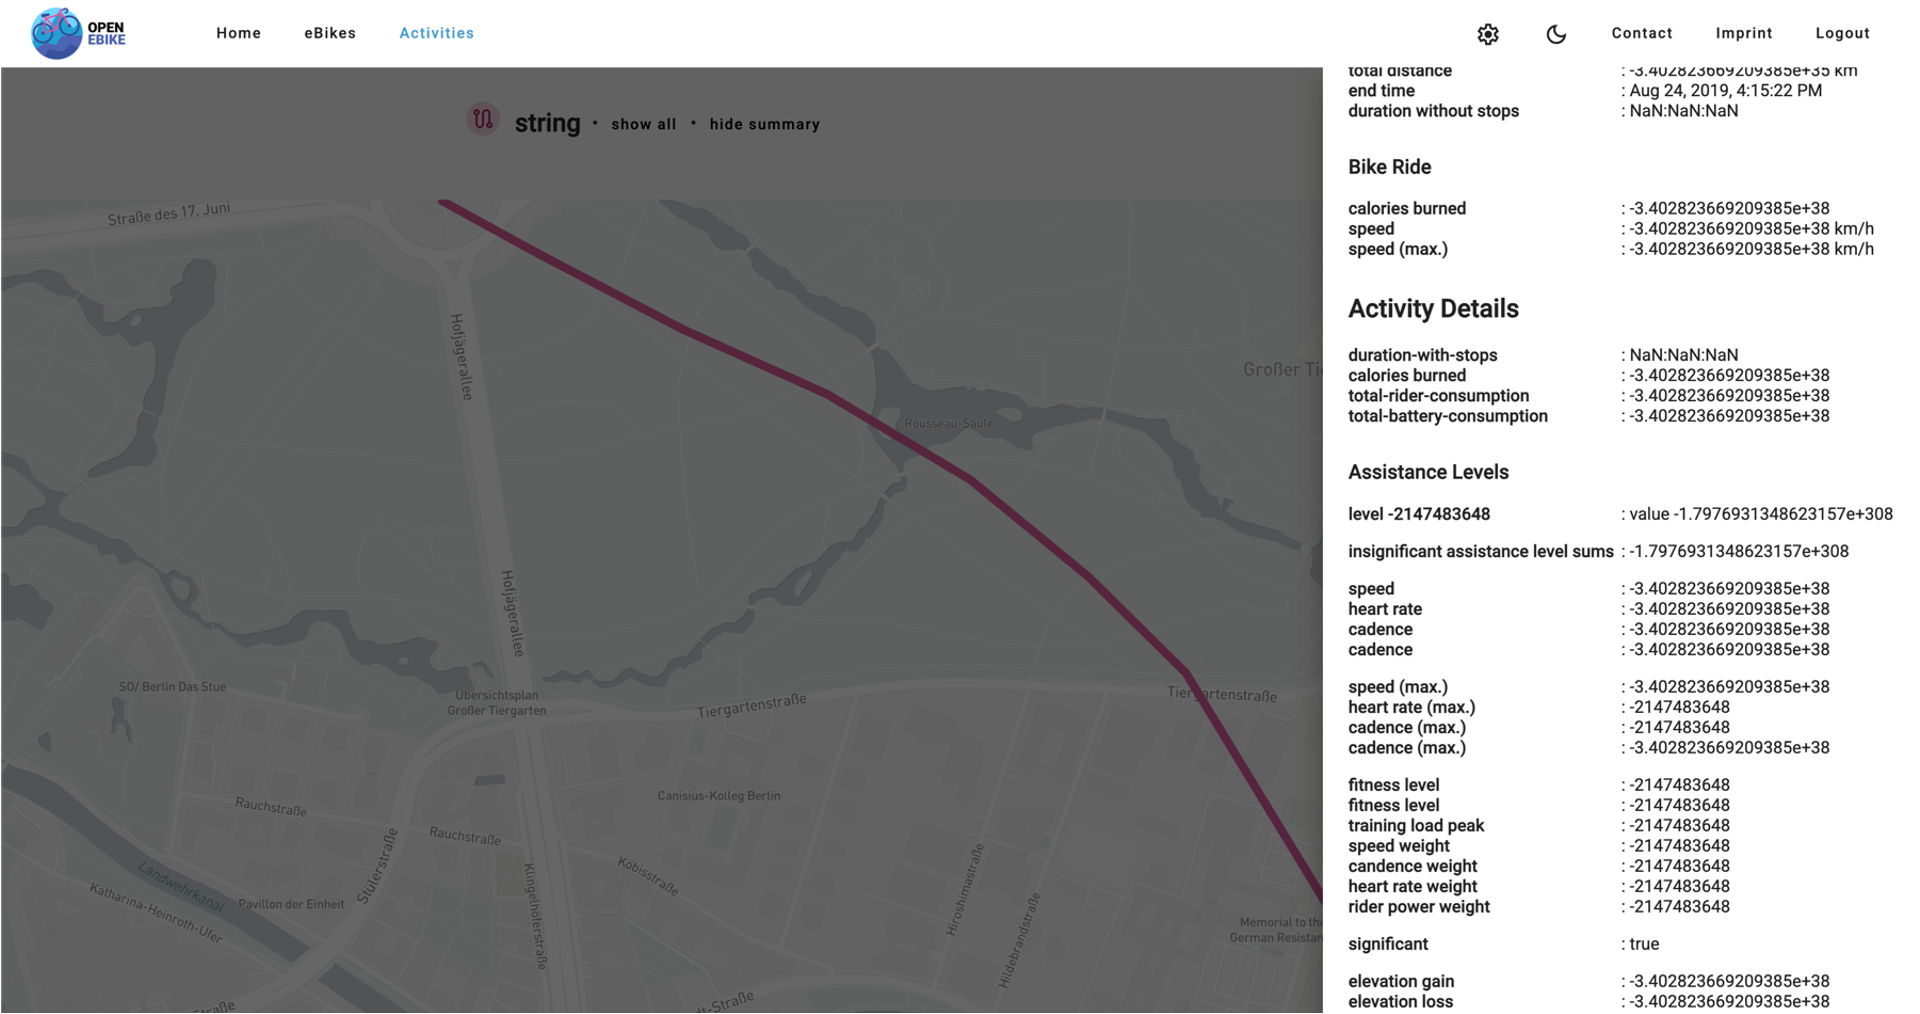 OPEN
EBIKE
Home
eBikes
Activities
Contact
Imprint
Logout
string • show all • hide summary
Straße des 17. Juni
Hofjägerallee
Großer Ti
Rousseau-Säule
Hofjägerallee
SO/ Berlin Das Stue
Übersichtsplan
Großer Tiergarten
Tiergartenstraße
Tiergartenstraße
Canisius-Kolleg Berlin
Rauchstraße
Rauchstraße
Köbisstraße
Stülerstraße
Klingelhöferstraße
Hiroshimastraße
Hildebrandstraße
Landwehrkanal
Katharina-Heinroth-Ufer
Pavillon der Einheit
Memorial to the
German Resistan
raße
dt-Straße
total distance : -3.402823669209385e+35 km
end time : Aug 24, 2019, 4:15:22 PM
duration without stops : NaN:NaN:NaN
Bike Ride
calories burned : -3.402823669209385e+38
speed : -3.402823669209385e+38 km/h
speed (max.) : -3.402823669209385e+38 km/h
Activity Details
duration-with-stops : NaN:NaN:NaN
calories burned : -3.402823669209385e+38
total-rider-consumption : -3.402823669209385e+38
total-battery-consumption : -3.402823669209385e+38
Assistance Levels
level -2147483648 : value -1.7976931348623157e+308
insignificant assistance level sums : -1.7976931348623157e+308
speed : -3.402823669209385e+38
heart rate : -3.402823669209385e+38
cadence : -3.402823669209385e+38
cadence : -3.402823669209385e+38
speed (max.) : -3.402823669209385e+38
heart rate (max.) : -2147483648
cadence (max.) : -2147483648
cadence (max.) : -3.402823669209385e+38
fitness level : -2147483648
fitness level : -2147483648
training load peak : -2147483648
speed weight : -2147483648
candence weight : -2147483648
heart rate weight : -2147483648
rider power weight : -2147483648
significant : true
elevation gain : -3.402823669209385e+38
elevation loss : -3.402823669209385e+38